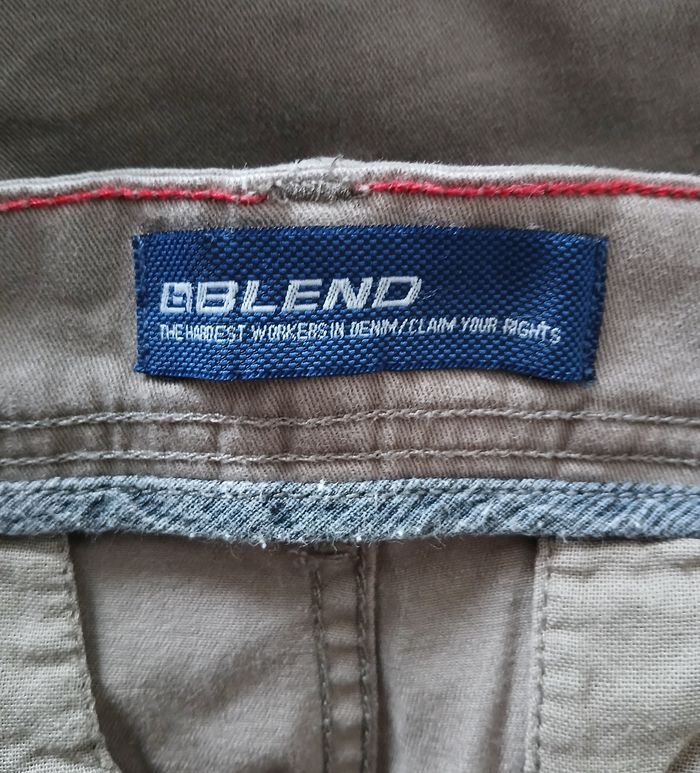 BLEND
THE HARDEST WORKERS IN DENIM/CLAIM YOUR RIGHTS